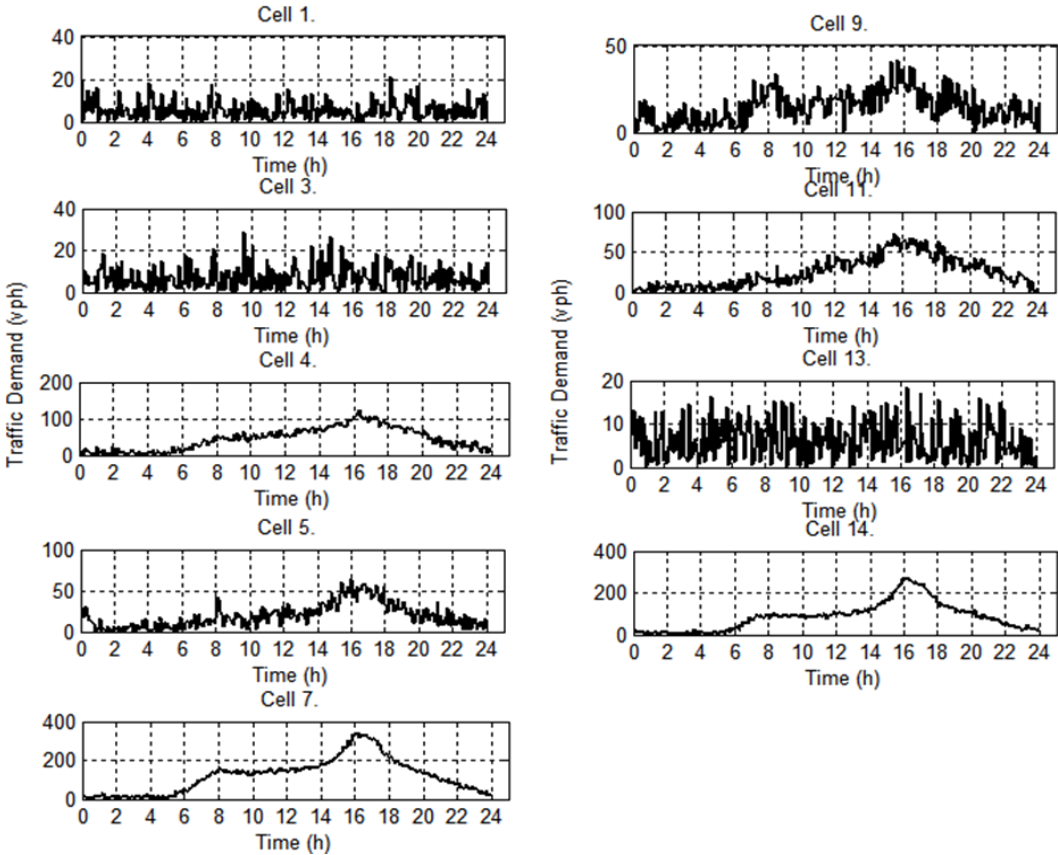 Cell 1.
40
20
0
0 2 4 6 8 10 12 14 16 18 20 22 24
Time (h)
Cell 3.
40
20
0
0 2 4 6 8 10 12 14 16 18 20 22 24
Time (h)
Cell 4.
200
100
0
0 2 4 6 8 10 12 14 16 18 20 22 24
Time (h)
Cell 5.
100
50
0
0 2 4 6 8 10 12 14 16 18 20 22 24
Time (h)
Cell 7.
400
200
0
0 2 4 6 8 10 12 14 16 18 20 22 24
Time (h)
Traffic Demand (vph)
Cell 9.
50
0
0 2 4 6 8 10 12 14 16 18 20 22 24
Time (h)
Cell 11.
100
50
0
0 2 4 6 8 10 12 14 16 18 20 22 24
Time (h)
Cell 13.
20
10
0
0 2 4 6 8 10 12 14 16 18 20 22 24
Time (h)
Cell 14.
400
200
0
0 2 4 6 8 10 12 14 16 18 20 22 24
Time (h)
Traffic Demand (vph)